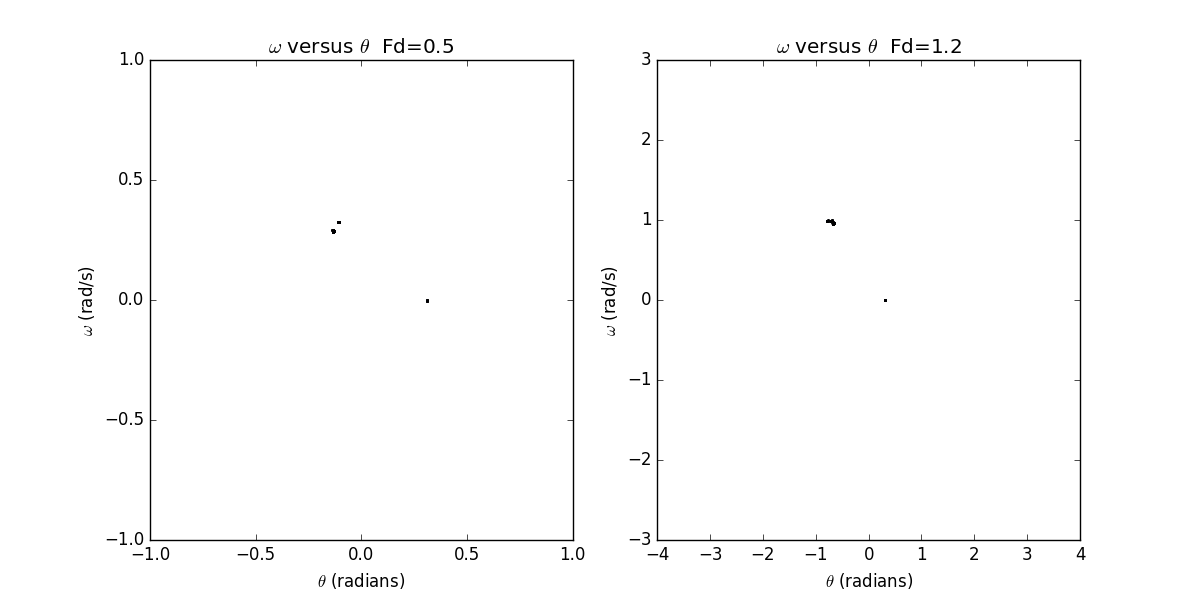 ω versus θ  Fd=0.5
1.0
0.5
0.0
−0.5
−1.0
ω (rad/s)
−1.0 −0.5 0.0 0.5 1.0
θ (radians)
ω versus θ  Fd=1.2
3
2
1
0
−1
−2
−3
ω (rad/s)
−4 −3 −2 −1 0 1 2 3 4
θ (radians)